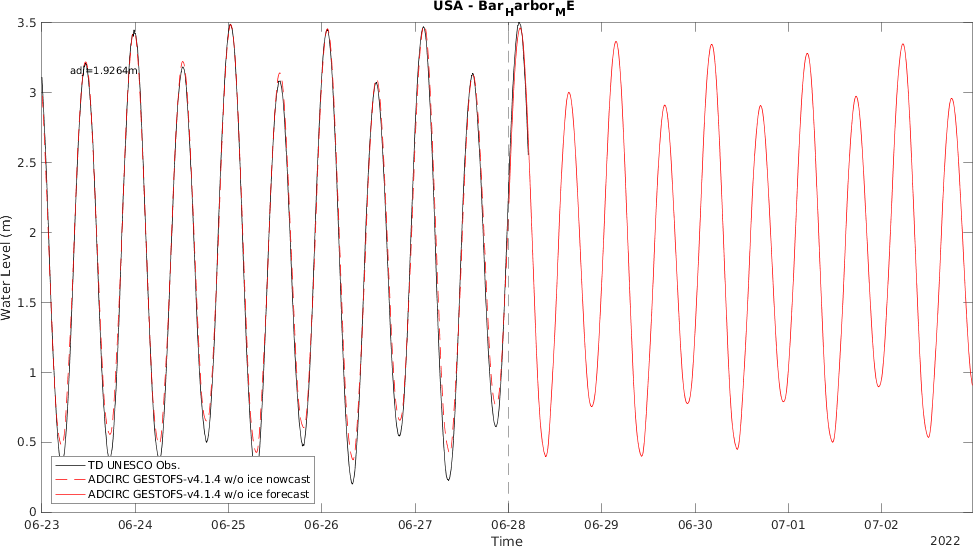 USA - Bar_Harbor_ME
adj=1.9264m
3.5
3
2.5
2
1.5
1
0.5
0
Water Level (m)
TD UNESCO Obs.
ADCIRC GESTOFS-v4.1.4 w/o ice nowcast
ADCIRC GESTOFS-v4.1.4 w/o ice forecast
06-23 06-24 06-25 06-26 06-27 06-28 06-29 06-30 07-01 07-02
Time
2022